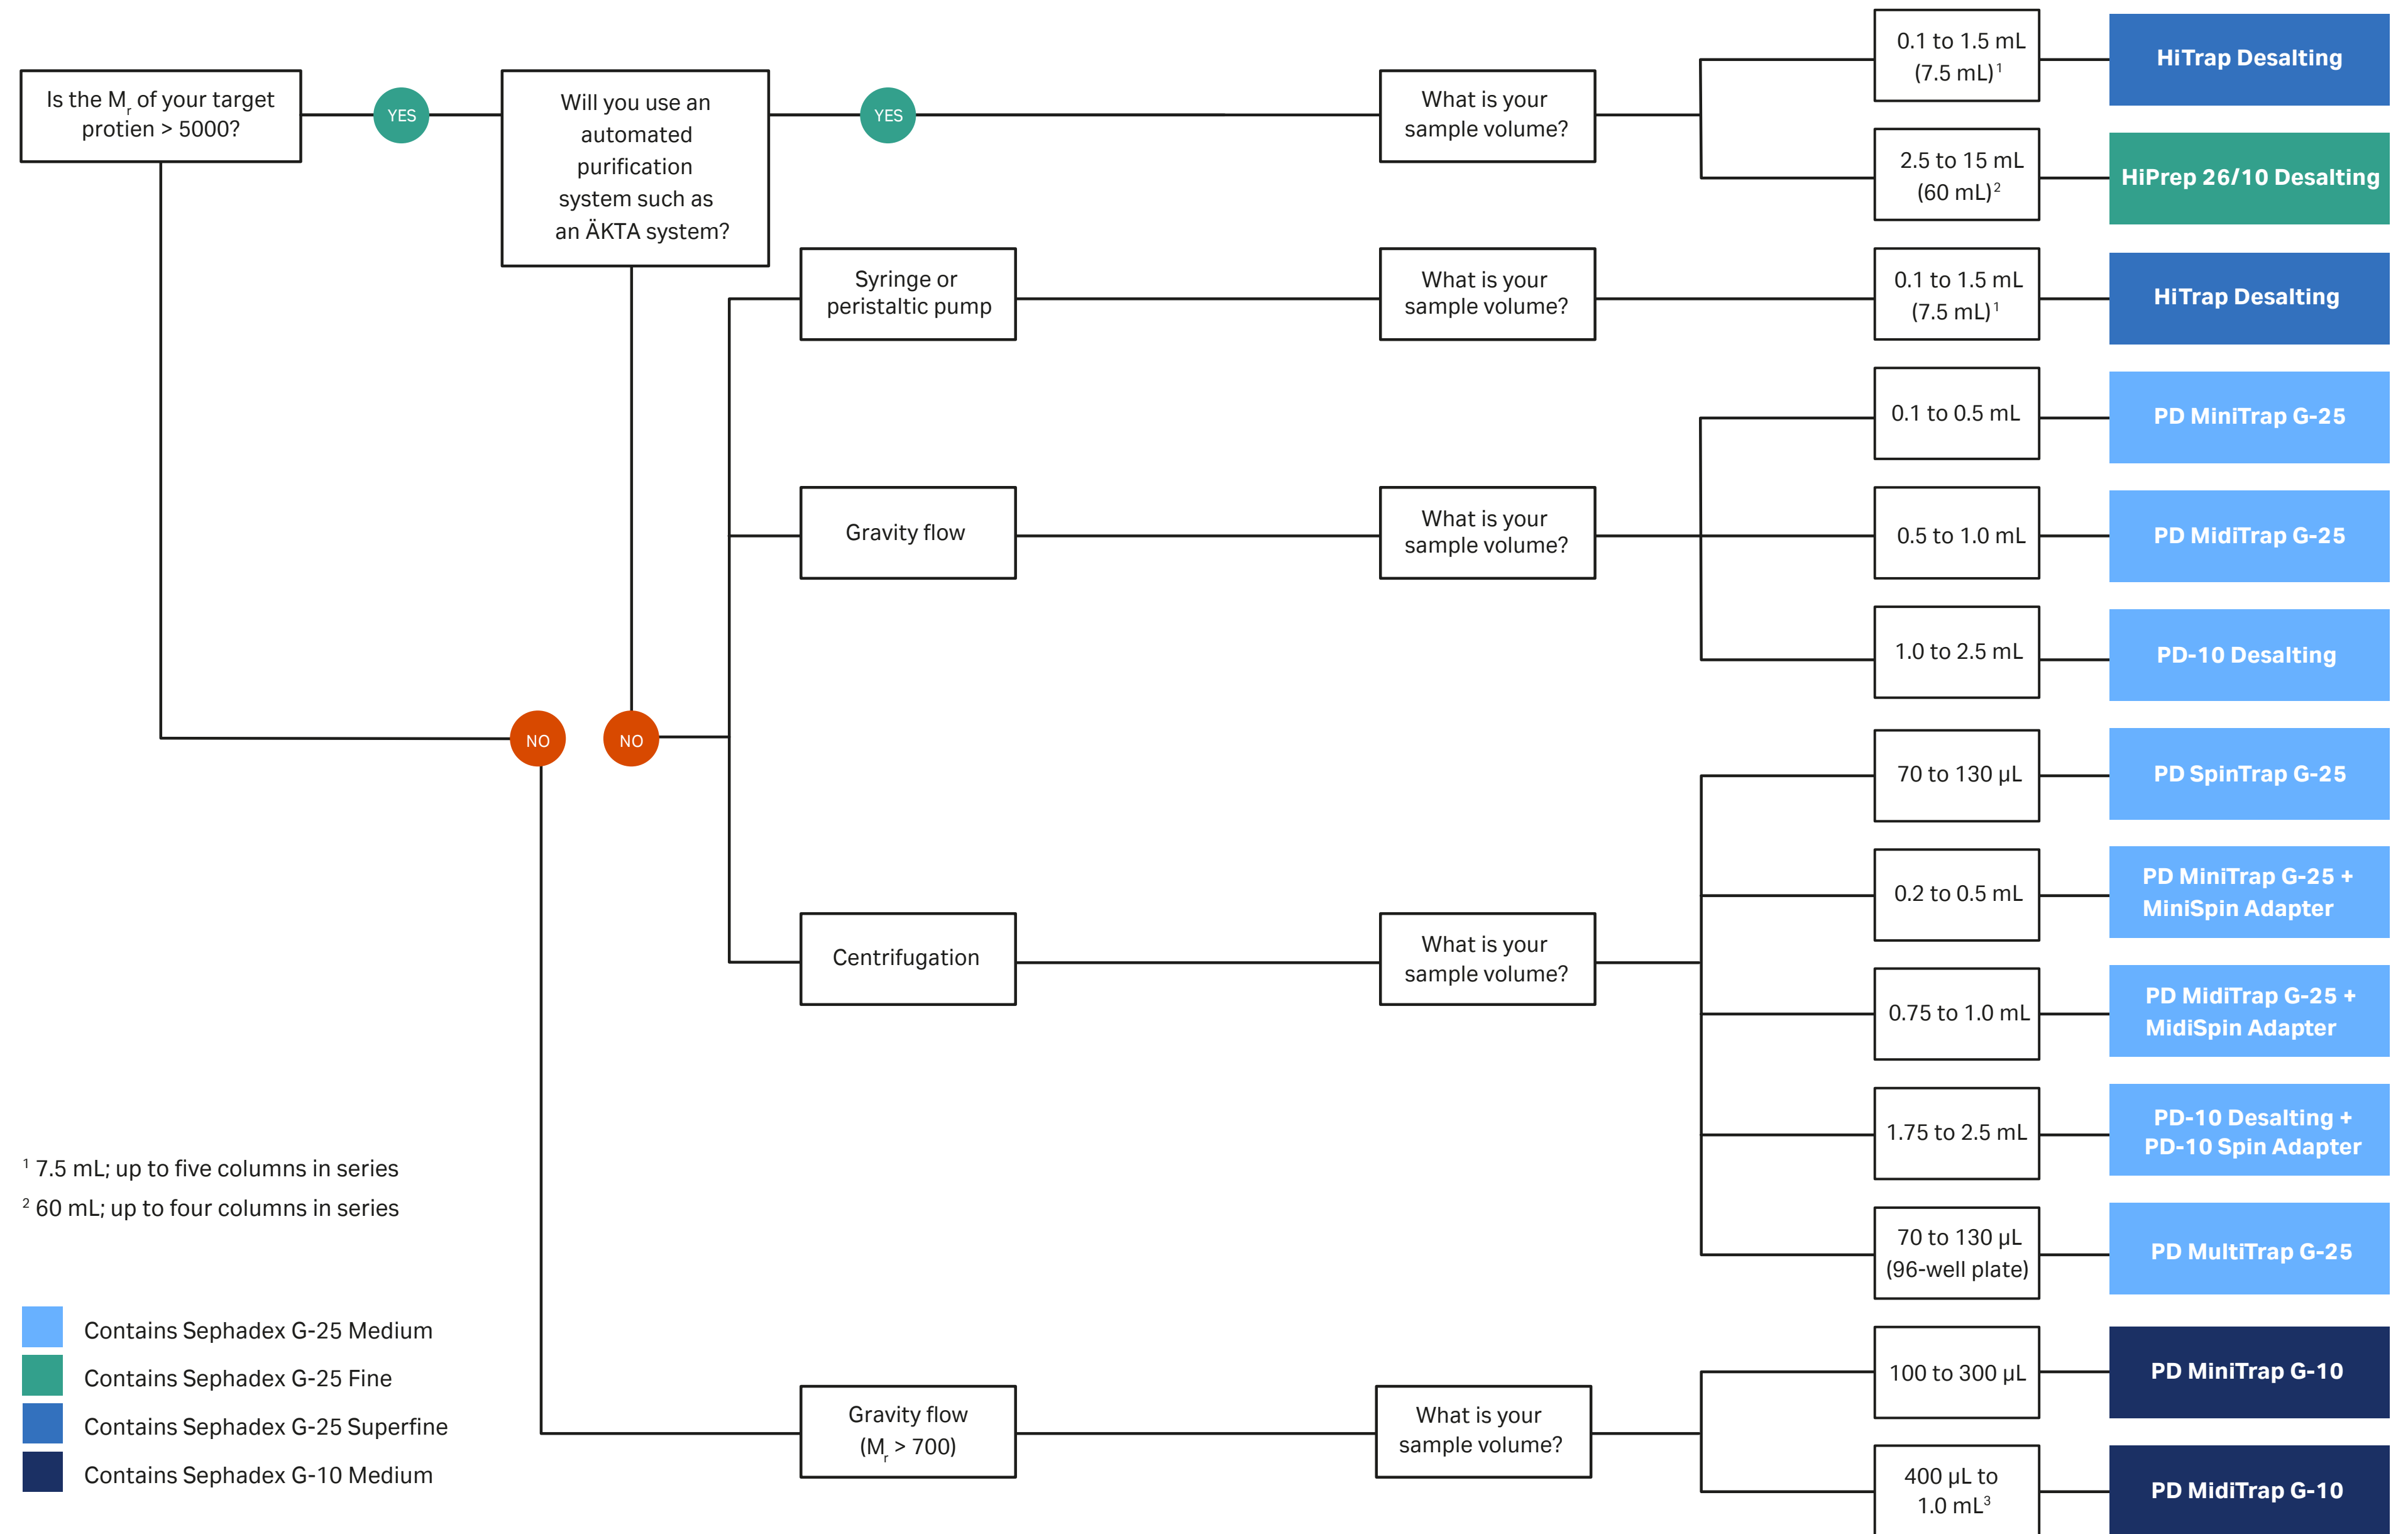 Is the Mr of your target
protien > 5000?
YES
Will you use an
automated
purification
system such as
an ÄKTA system?
YES
What is your
sample volume?
0.1 to 1.5 mL
(7.5 mL)¹
HiTrap Desalting
2.5 to 15 mL
(60 mL)²
HiPrep 26/10 Desalting
Syringe or
peristaltic pump
What is your
sample volume?
0.1 to 1.5 mL
(7.5 mL)¹
HiTrap Desalting
0.1 to 0.5 mL
PD MiniTrap G-25
Gravity flow
What is your
sample volume?
0.5 to 1.0 mL
PD MidiTrap G-25
1.0 to 2.5 mL
PD-10 Desalting
NO
NO
70 to 130 µL
PD SpinTrap G-25
0.2 to 0.5 mL
PD MiniTrap G-25 +
MiniSpin Adapter
Centrifugation
What is your
sample volume?
0.75 to 1.0 mL
PD MidiTrap G-25 +
MidiSpin Adapter
1.75 to 2.5 mL
PD-10 Desalting +
PD-10 Spin Adapter
70 to 130 µL
(96-well plate)
PD MultiTrap G-25
Gravity flow
(Mr > 700)
What is your
sample volume?
100 to 300 µL
PD MiniTrap G-10
400 µL to
1.0 mL³
PD MidiTrap G-10
¹ 7.5 mL; up to five columns in series
² 60 mL; up to four columns in series
Contains Sephadex G-25 Medium
Contains Sephadex G-25 Fine
Contains Sephadex G-25 Superfine
Contains Sephadex G-10 Medium